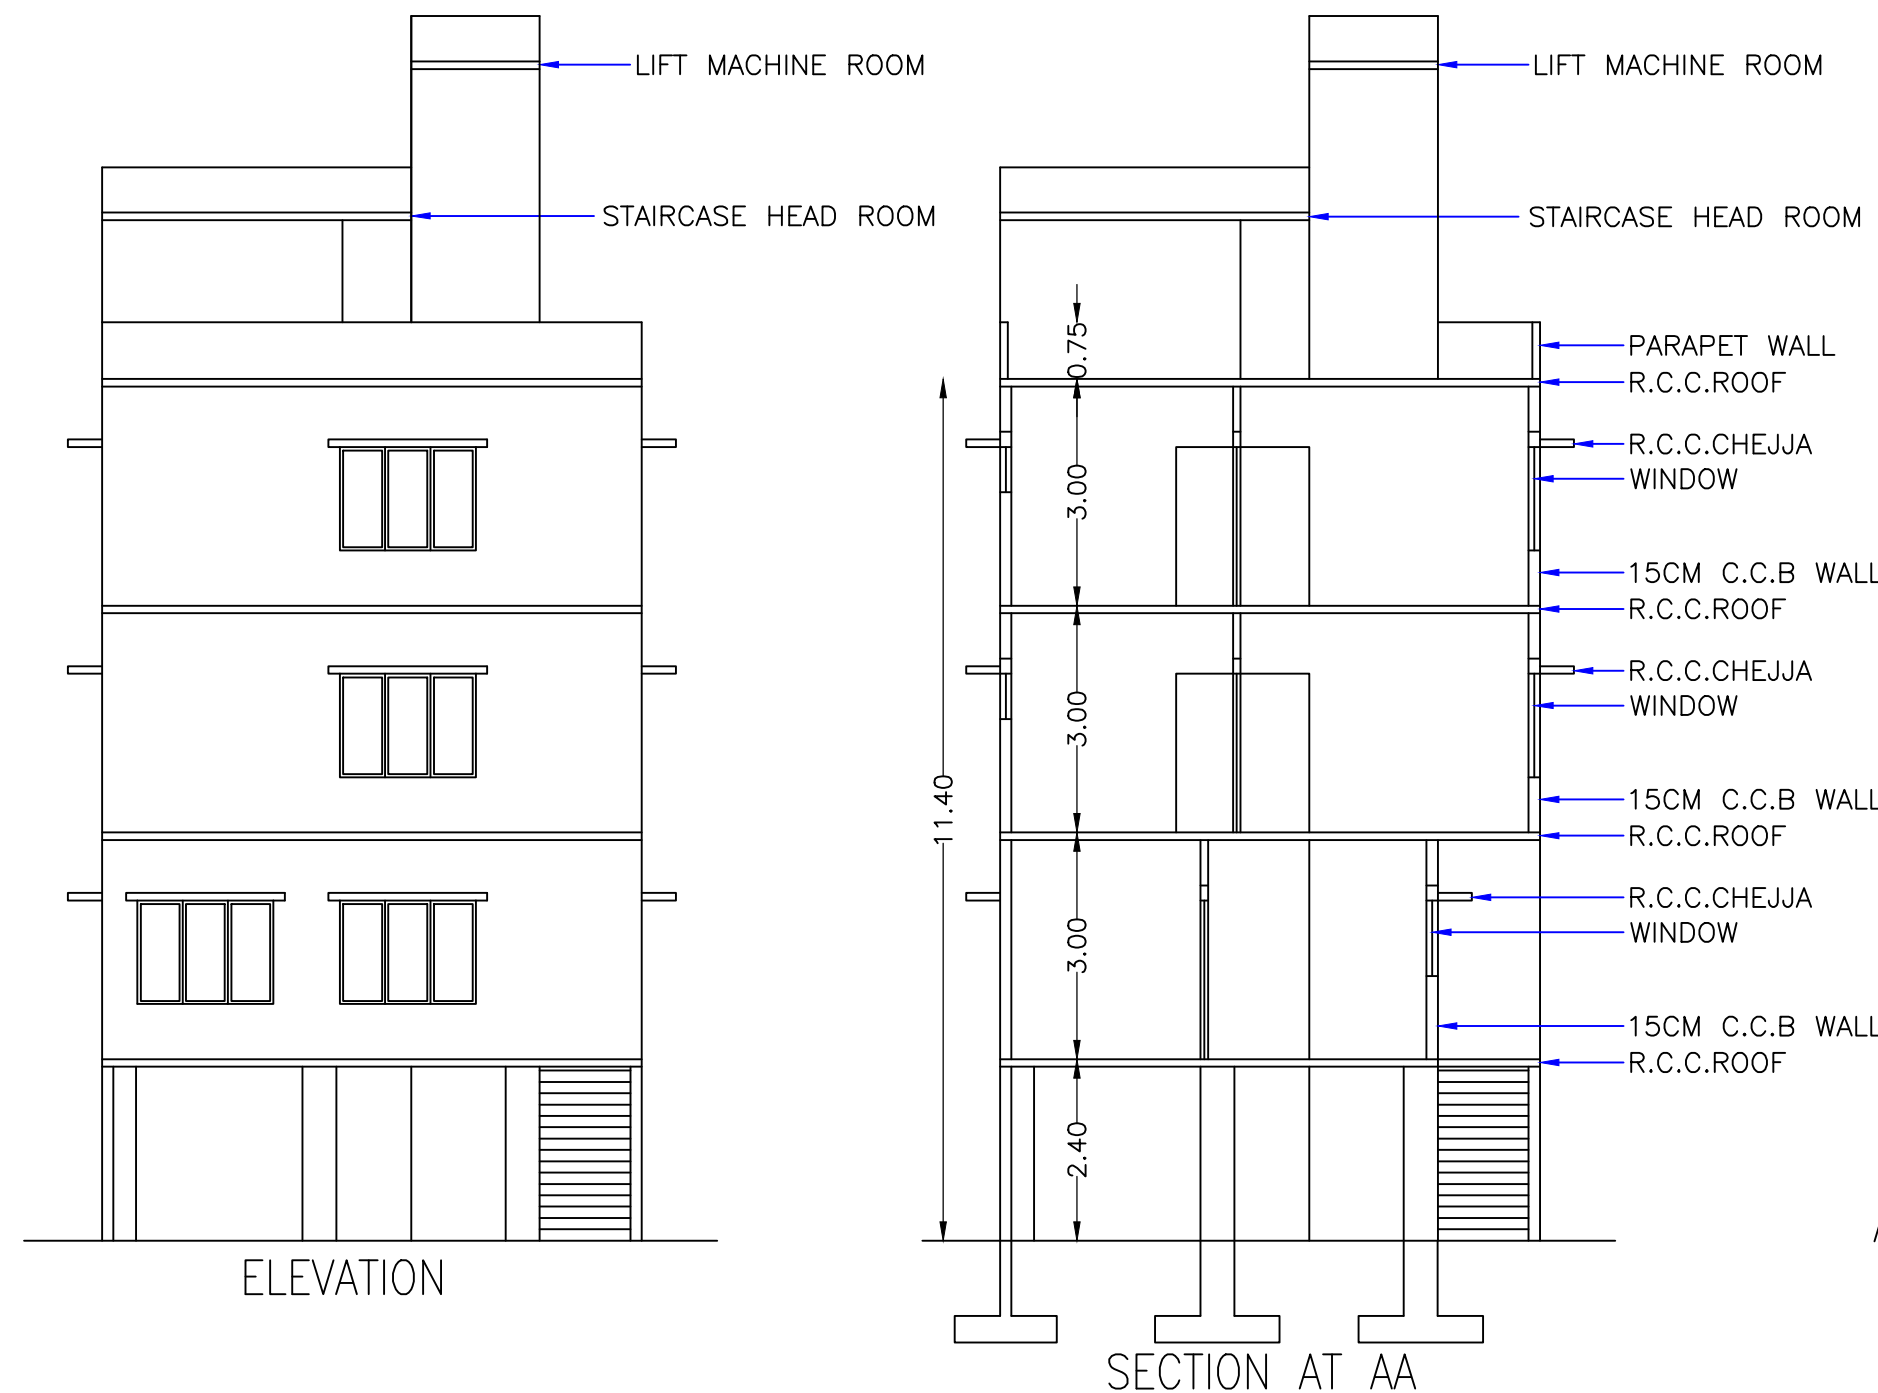 LIFT MACHINE ROOM
STAIRCASE HEAD ROOM
ELEVATION
LIFT MACHINE ROOM
STAIRCASE HEAD ROOM
0.75
PARAPET WALL
R.C.C.ROOF
R.C.C.CHEJJA
WINDOW
3.00
15CM C.C.B WALL
R.C.C.ROOF
R.C.C.CHEJJA
WINDOW
3.00
11.40
15CM C.C.B WALL
R.C.C.ROOF
R.C.C.CHEJJA
WINDOW
3.00
15CM C.C.B WALL
R.C.C.ROOF
2.40
SECTION AT AA